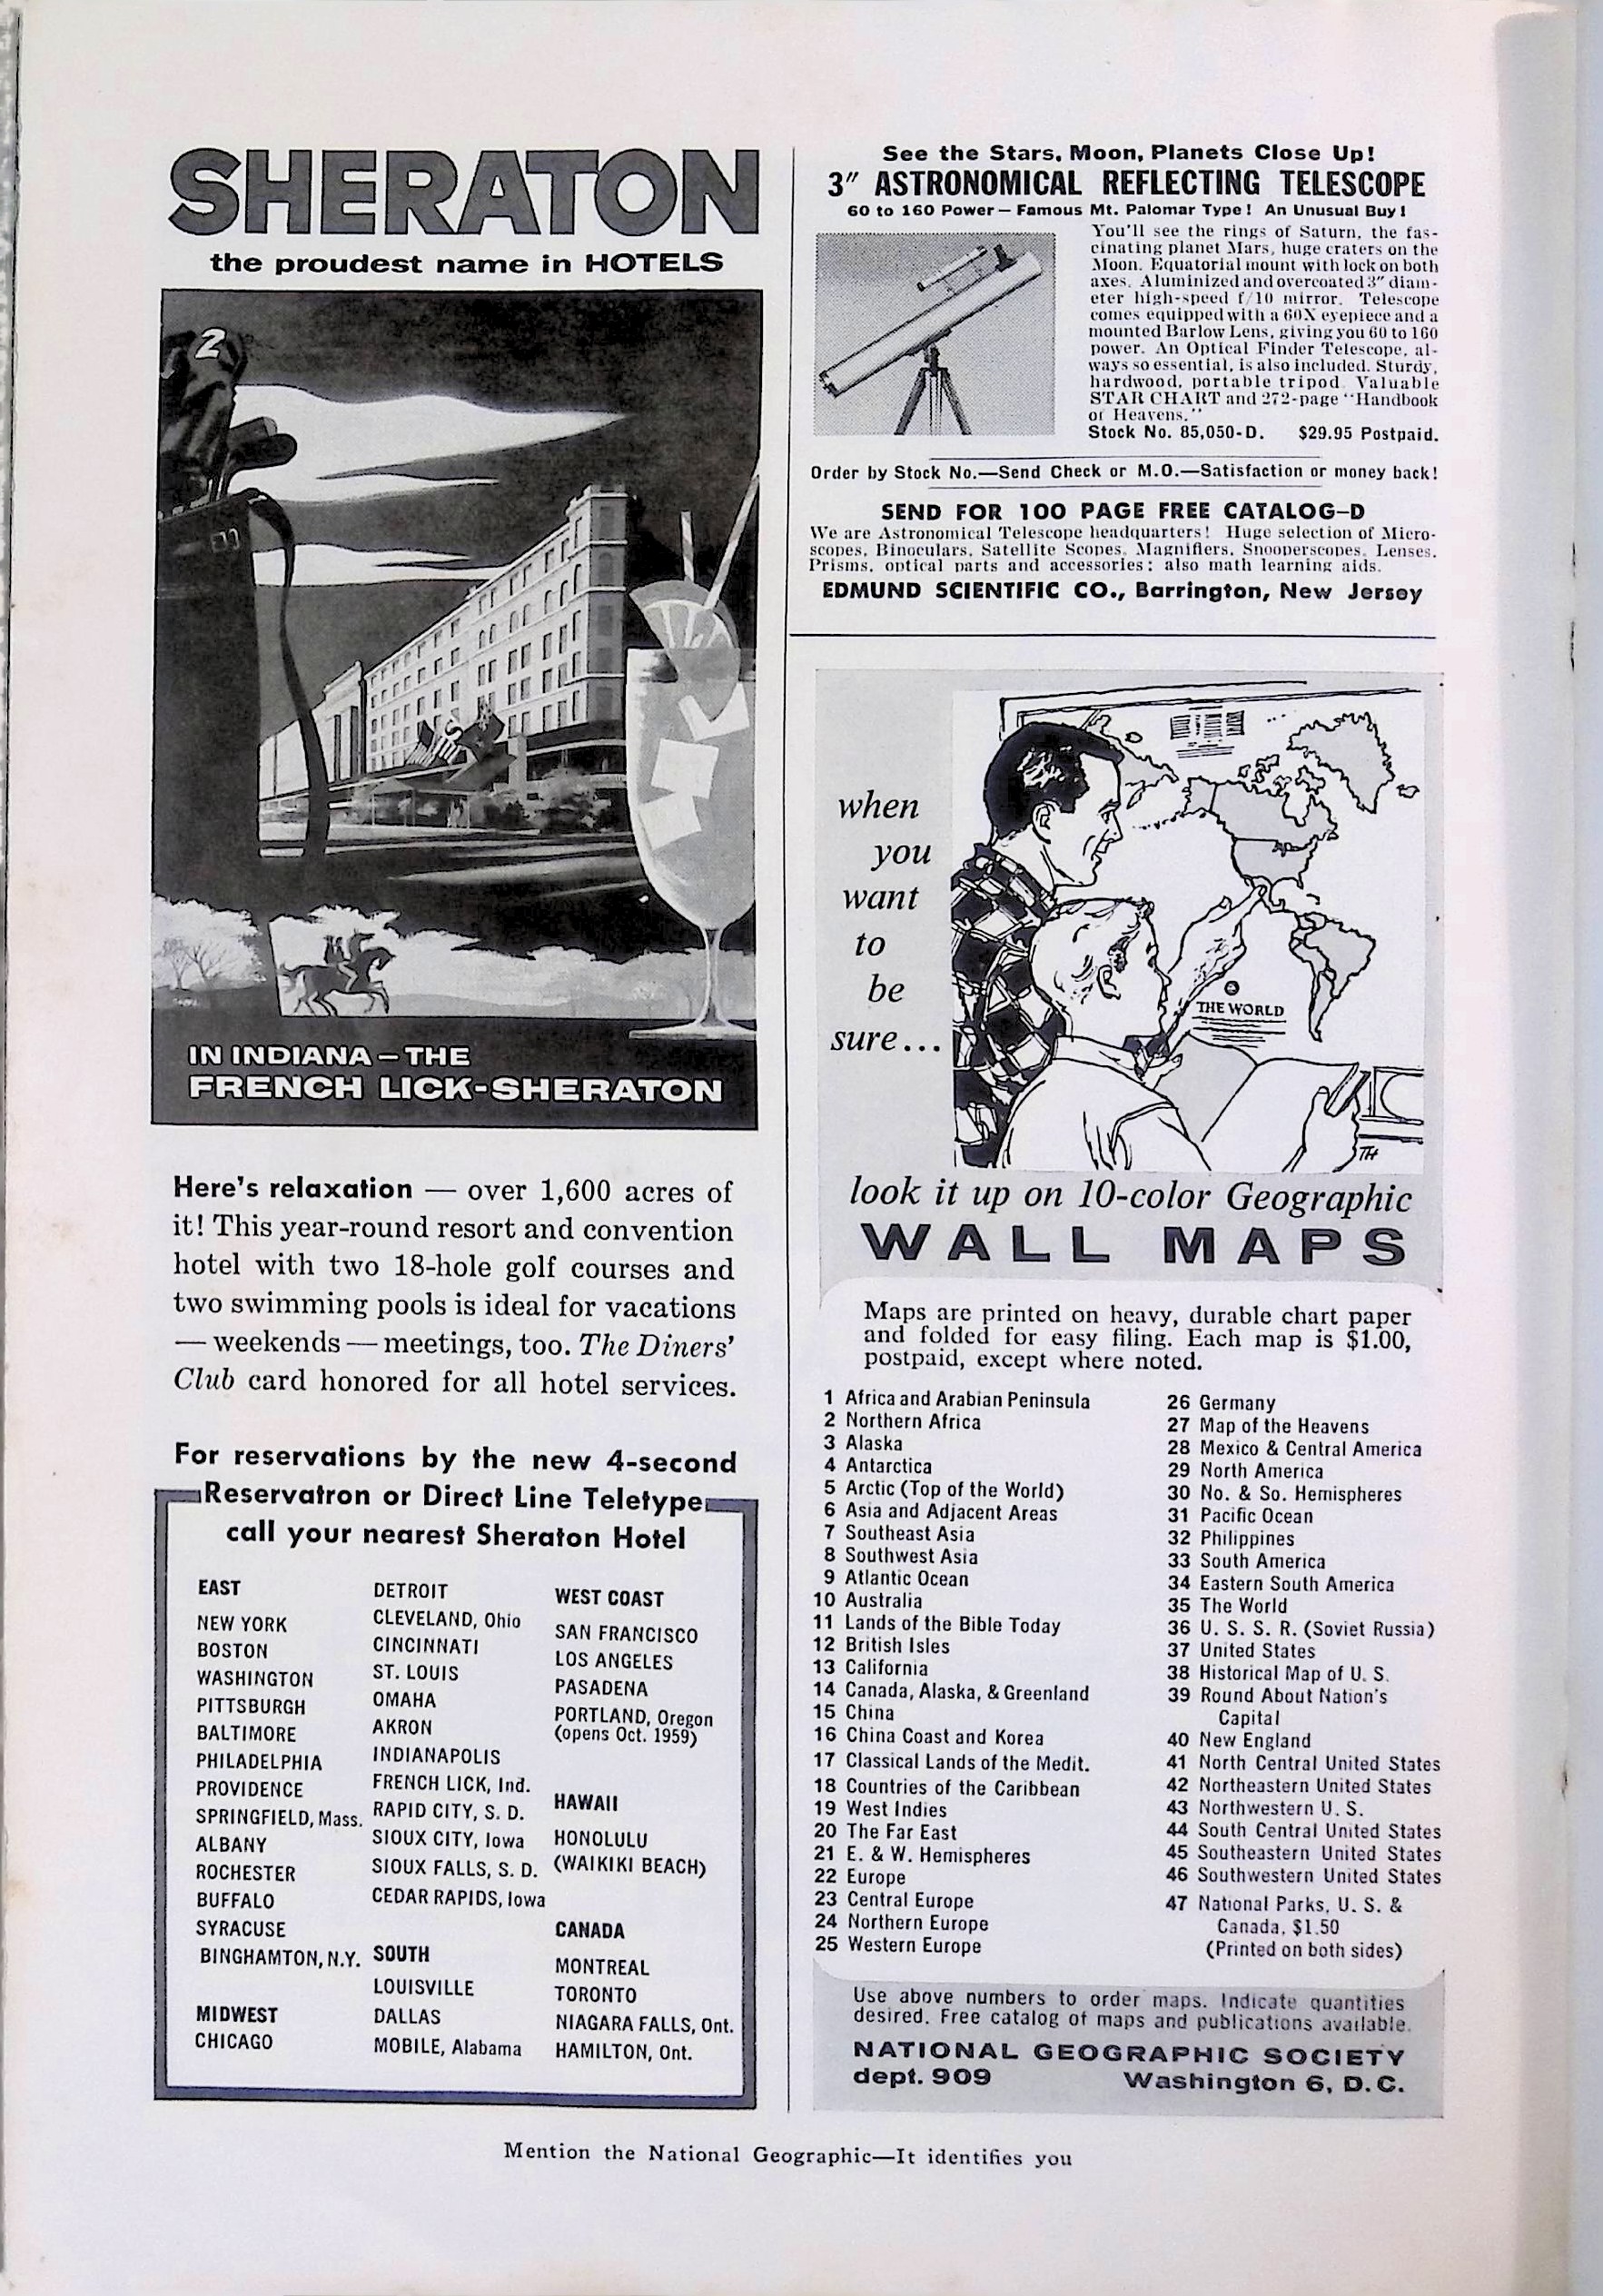 SHERATON
the proudest name in HOTELS
2
IN INDIANA – THE
FRENCH LICK-SHERATON
Here's relaxation — over 1,600 acres of
it! This year-round resort and convention
hotel with two 18-hole golf courses and
two swimming pools is ideal for vacations
— weekends — meetings, too. The Diners'
Club card honored for all hotel services.
For reservations by the new 4-second
Reservatron or Direct Line Teletype
call your nearest Sheraton Hotel
EAST
NEW YORK
BOSTON
WASHINGTON
PITTSBURGH
BALTIMORE
PHILADELPHIA
PROVIDENCE
SPRINGFIELD, Mass.
ALBANY
ROCHESTER
BUFFALO
SYRACUSE
BINGHAMTON, N.Y.
MIDWEST
CHICAGO
DETROIT
CLEVELAND, Ohio
CINCINNATI
ST. LOUIS
OMAHA
AKRON
INDIANAPOLIS
FRENCH LICK, Ind.
RAPID CITY, S. D.
SIOUX CITY, Iowa
SIOUX FALLS, S. D.
CEDAR RAPIDS, Iowa
SOUTH
LOUISVILLE
DALLAS
MOBILE, Alabama
WEST COAST
SAN FRANCISCO
LOS ANGELES
PASADENA
PORTLAND, Oregon
(opens Oct. 1959)
HAWAII
HONOLULU
(WAIKIKI BEACH)
CANADA
MONTREAL
TORONTO
NIAGARA FALLS, Ont.
HAMILTON, Ont.
See the Stars, Moon, Planets Close Up!
3″ ASTRONOMICAL REFLECTING TELESCOPE
60 to 160 Power — Famous Mt. Palomar Type! An Unusual Buy!
You'll see the rings of Saturn, the fas-
cinating planet Mars, huge craters on the
Moon. Equatorial mount with lock on both
axes. Aluminized and overcoated 3″ diam-
eter high-speed f/10 mirror. Telescope
comes equipped with a 60X eyepiece and a
mounted Barlow Lens, giving you 60 to 160
power. An Optical Finder Telescope, al-
ways so essential, is also included. Sturdy,
hardwood, portable tripod. Valuable
STAR CHART and 272-page "Handbook
of Heavens."
Stock No. 85,050-D. $29.95 Postpaid.
Order by Stock No.—Send Check or M.O.—Satisfaction or money back!
SEND FOR 100 PAGE FREE CATALOG-D
We are Astronomical Telescope headquarters! Huge selection of Micro-
scopes, Binoculars, Satellite Scopes, Magnifiers, Snooperscopes, Lenses,
Prisms, optical parts and accessories; also math learning aids.
EDMUND SCIENTIFIC CO., Barrington, New Jersey
when
you
want
to
be
sure...
THE WORLD
TH
look it up on 10-color Geographic
WALL MAPS
Maps are printed on heavy, durable chart paper
and folded for easy filing. Each map is $1.00,
postpaid, except where noted.
1 Africa and Arabian Peninsula
2 Northern Africa
3 Alaska
4 Antarctica
5 Arctic (Top of the World)
6 Asia and Adjacent Areas
7 Southeast Asia
8 Southwest Asia
9 Atlantic Ocean
10 Australia
11 Lands of the Bible Today
12 British Isles
13 California
14 Canada, Alaska, & Greenland
15 China
16 China Coast and Korea
17 Classical Lands of the Medit.
18 Countries of the Caribbean
19 West Indies
20 The Far East
21 E. & W. Hemispheres
22 Europe
23 Central Europe
24 Northern Europe
25 Western Europe
26 Germany
27 Map of the Heavens
28 Mexico & Central America
29 North America
30 No. & So. Hemispheres
31 Pacific Ocean
32 Philippines
33 South America
34 Eastern South America
35 The World
36 U. S. S. R. (Soviet Russia)
37 United States
38 Historical Map of U. S.
39 Round About Nation's
Capital
40 New England
41 North Central United States
42 Northeastern United States
43 Northwestern U. S.
44 South Central United States
45 Southeastern United States
46 Southwestern United States
47 National Parks, U. S. &
Canada, $1.50
(Printed on both sides)
Use above numbers to order maps. Indicate quantities
desired. Free catalog of maps and publications available.
NATIONAL GEOGRAPHIC SOCIETY
dept. 909 Washington 6, D. C.
Mention the National Geographic—It identifies you